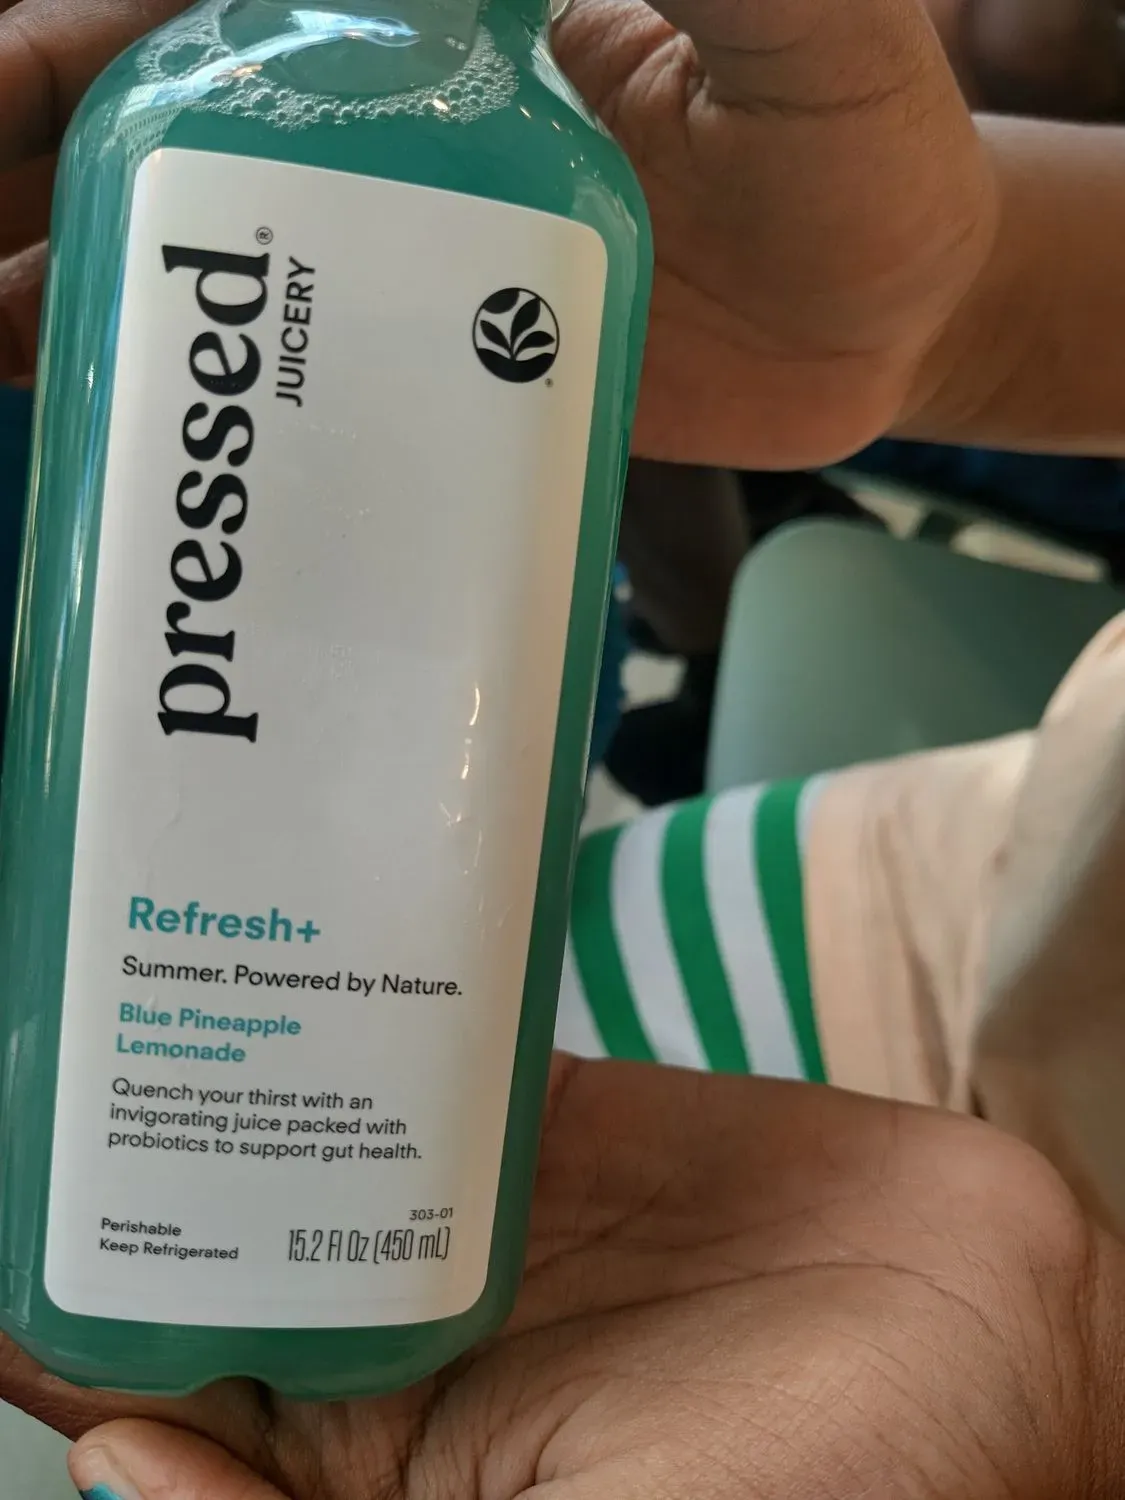 pressed®
JUICERY
Refresh+
Summer. Powered by Nature.
Blue Pineapple
Lemonade
Quench your thirst with an
invigorating juice packed with
probiotics to support gut health.
303-01
Perishable
Keep Refrigerated
15.2 Fl Oz (450 mL)